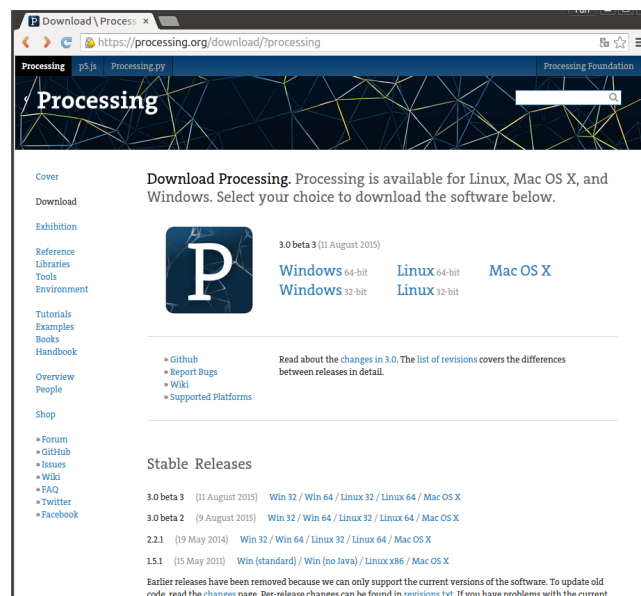 Download \ Process
https://processing.org/download/?processing
Processing p5.js Processing.py Processing Foundation
Processing
Cover
Download
Exhibition
Reference
Libraries
Tools
Environment
Tutorials
Examples
Books
Handbook
Overview
People
Shop
» Forum
» GitHub
» Issues
» Wiki
» FAQ
» Twitter
» Facebook
Download Processing. Processing is available for Linux, Mac OS X, and
Windows. Select your choice to download the software below.
P
3.0 beta 3 (11 August 2015)
Windows 64-bit Linux 64-bit Mac OS X
Windows 32-bit Linux 32-bit
» Github
» Report Bugs
» Wiki
» Supported Platforms
Read about the changes in 3.0. The list of revisions covers the differences
between releases in detail.
Stable Releases
3.0 beta 3 (11 August 2015) Win 32 / Win 64 / Linux 32 / Linux 64 / Mac OS X
3.0 beta 2 (9 August 2015) Win 32 / Win 64 / Linux 32 / Linux 64 / Mac OS X
2.2.1 (19 May 2014) Win 32 / Win 64 / Linux 32 / Linux 64 / Mac OS X
1.5.1 (15 May 2011) Win (standard) / Win (no Java) / Linux x86 / Mac OS X
Earlier releases have been removed because we can only support the current versions of the software. To update old
code, read the changes page. Per-release changes can be found in revisions.txt. If you have problems with the current